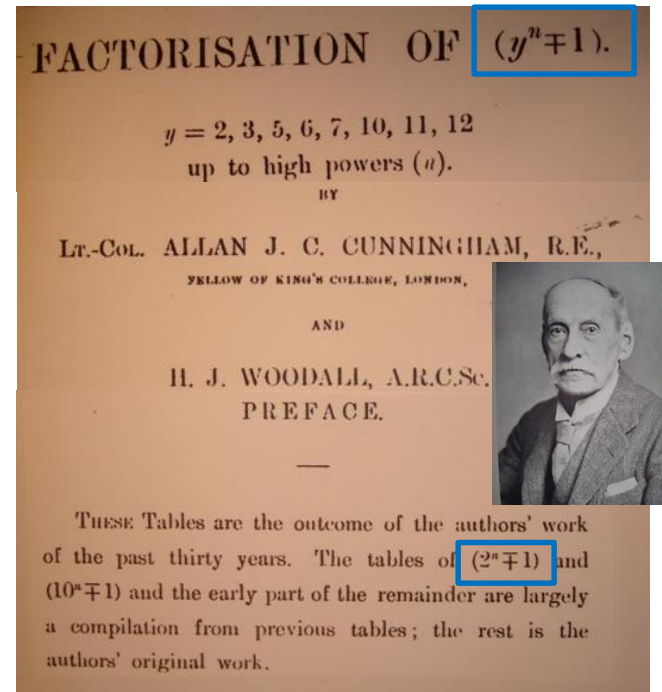 FACTORISATION OF (yⁿ∓1).
y = 2, 3, 5, 6, 7, 10, 11, 12
up to high powers (n).
BY
LT.-COL. ALLAN J. C. CUNNINGHAM, R.E.,
FELLOW OF KING'S COLLEGE, LONDON,
AND
H. J. WOODALL, A.R.C.Sc.
PREFACE.
THESE Tables are the outcome of the authors' work
of the past thirty years. The tables of (2ⁿ∓1) and
(10ⁿ∓1) and the early part of the remainder are largely
a compilation from previous tables; the rest is the
authors' original work.